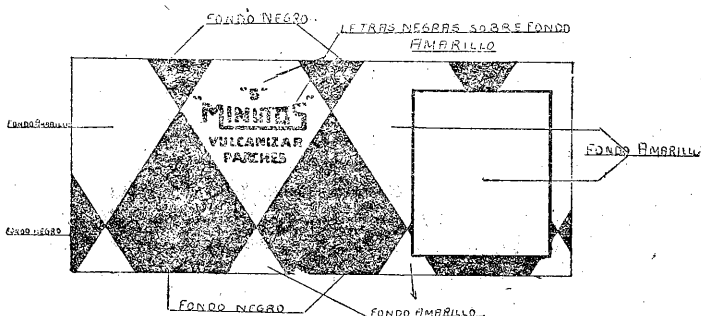 FONDO NEGRO
LETRAS NEGRAS SOBRE FONDO
AMARILLO
"5"
"MINUTOS"
VULCANIZAR
PARCHES
FONDO AMARILLO
FONDO AMARILLO
FONDO NEGRO
FONDO NEGRO
FONDO AMARILLO